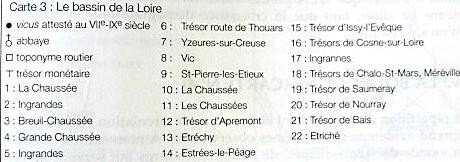 Carte 3 : Le bassin de la Loire
vicus attesté au VIIe-IXe siècle
abbaye
toponyme routier
trésor monétaire
1 : La Chaussée
2 : Ingrandes
3 : Breuil-Chaussée
4 : Grande Chaussée
5 : Ingrandes
6 : Trésor route de Thouars
7 : Yzeures-sur-Creuse
8 : Vic
9 : St-Pierre-les-Etieux
10 : La Chaussée
11 : Les Chaussées
12 : Trésor d'Apremont
13 : Etréchy
14 : Estrées-le-Péage
15 : Trésor d'Issy-l'Evêque
16 : Trésors de Cosne-sur-Loire
17 : Ingrannes
18 : Trésors de Chalo-St-Mars, Méréville
19 : Trésor de Saumeray
20 : Trésor de Nourray
21 : Trésor de Bais
22 : Etriché